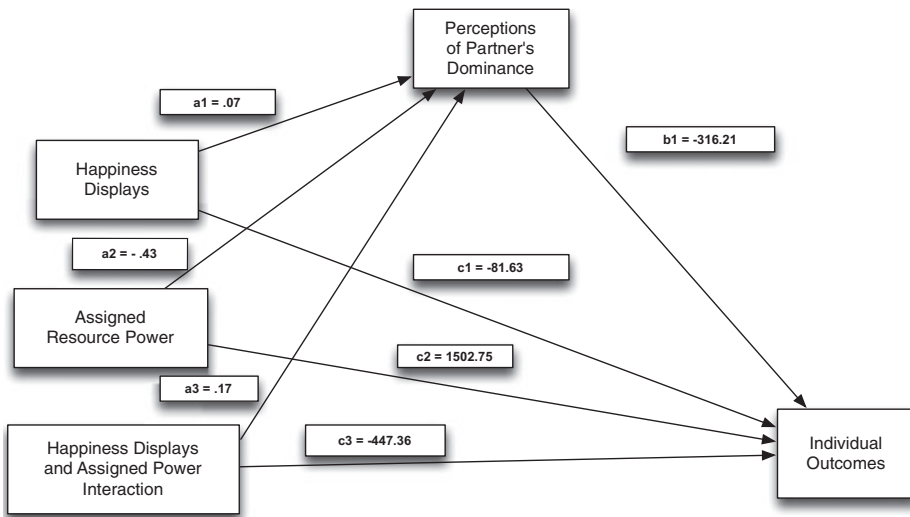 Perceptions
of Partner's
Dominance
a1 = .07
b1 = -316.21
Happiness
Displays
a2 = - .43
c1 = -81.63
Assigned
Resource Power
c2 = 1502.75
a3 = .17
Happiness Displays
and Assigned Power
Interaction
c3 = -447.36
Individual
Outcomes